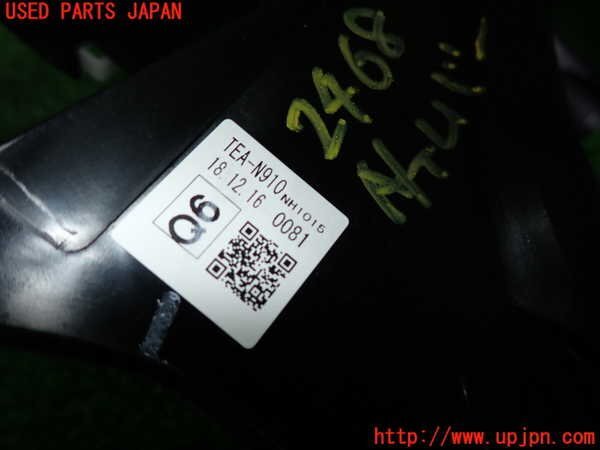 USED PARTS JAPAN
2468
TEA-N910 NH1015
18.12.16 0081
Q6
http://www.upjpn.com/